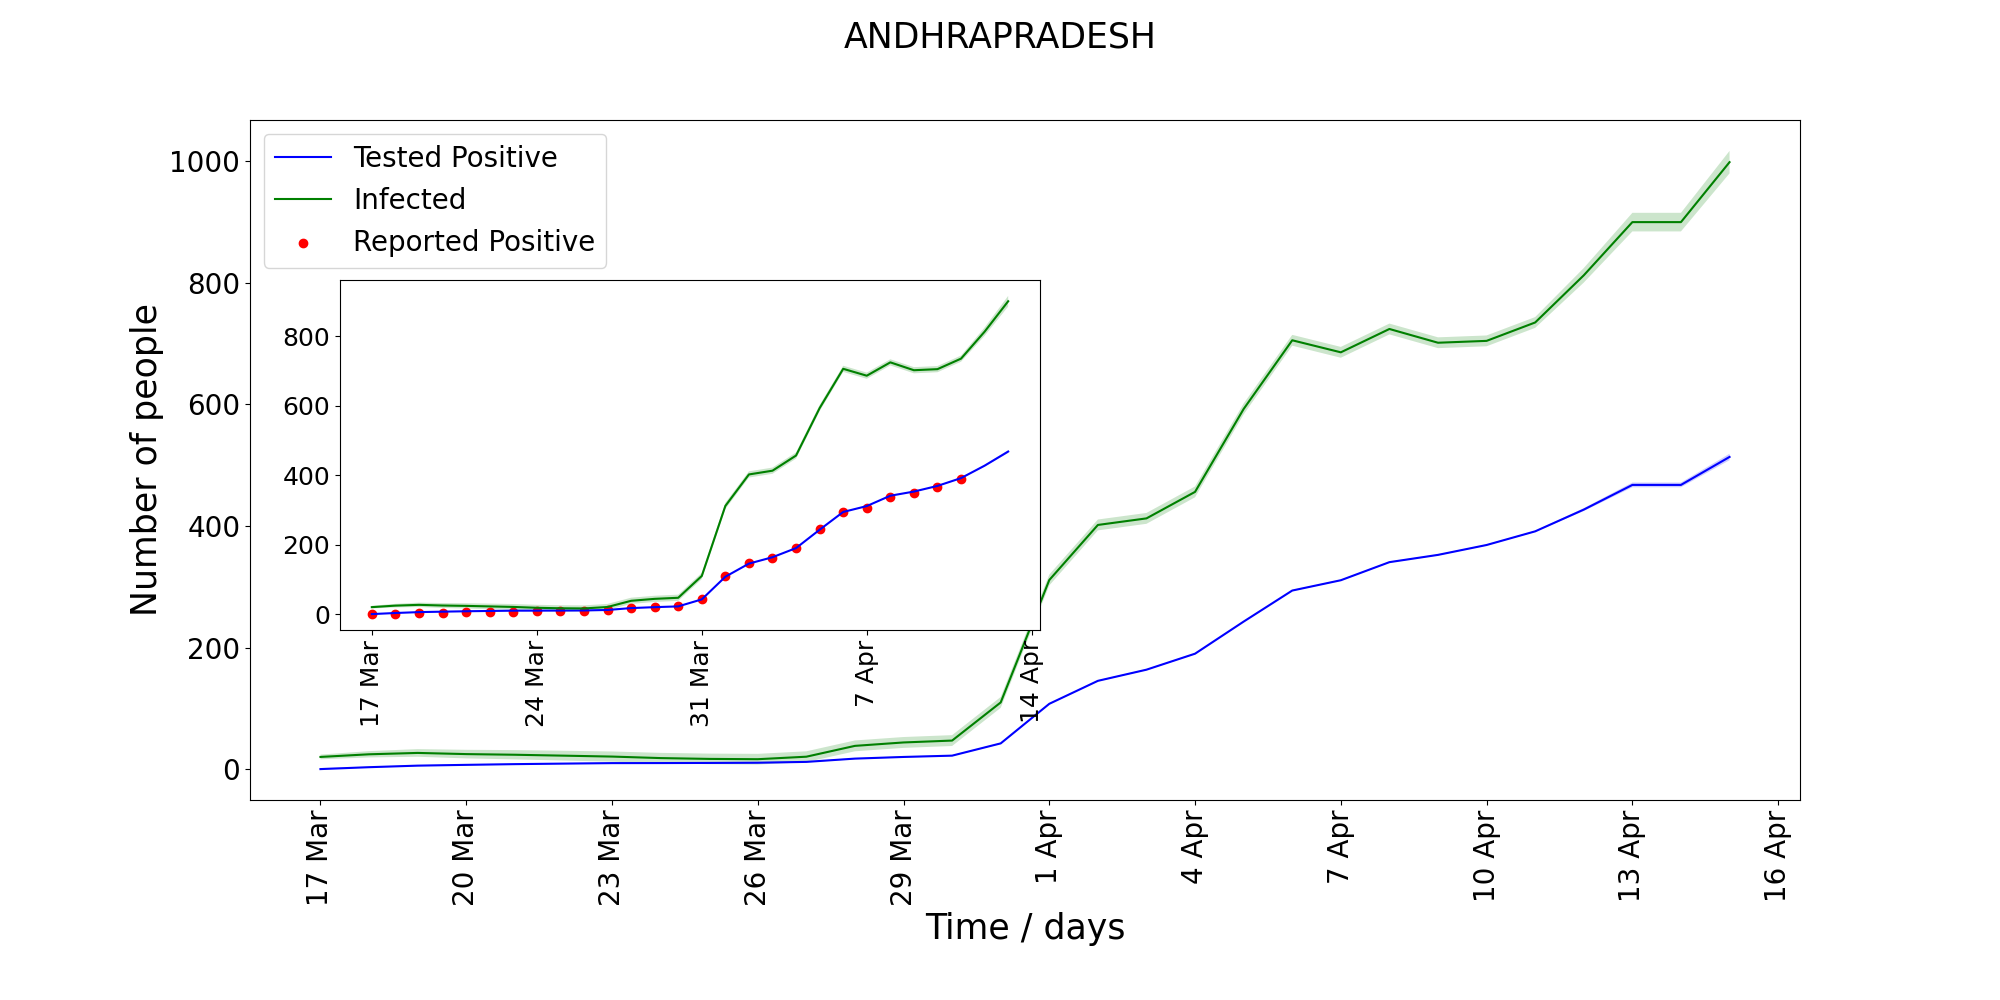 ANDHRAPRADESH
Tested Positive
Infected
Reported Positive
Number of people
1000
800
600
400
200
0
800
600
400
200
0
17 Mar
24 Mar
31 Mar
7 Apr
14 Apr
17 Mar
20 Mar
23 Mar
26 Mar
29 Mar
1 Apr
4 Apr
7 Apr
10 Apr
13 Apr
16 Apr
Time / days